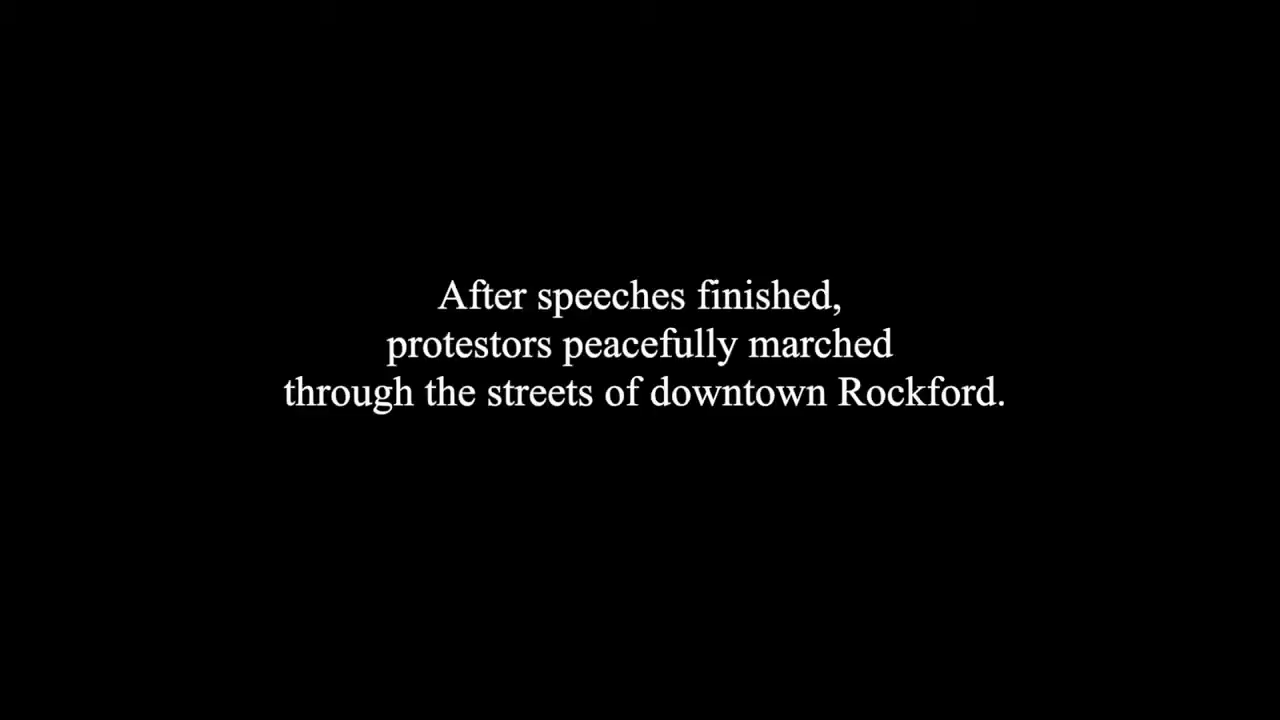 After speeches finished,
protestors peacefully marched
through the streets of downtown Rockford.